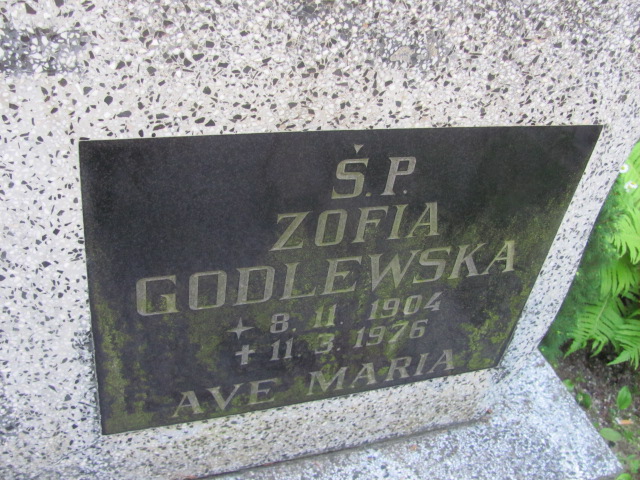 Ś.P.
ZOFIA
GODLEWSKA
* 8. 11. 1904
+ 11. 3. 1976
AVE MARIA